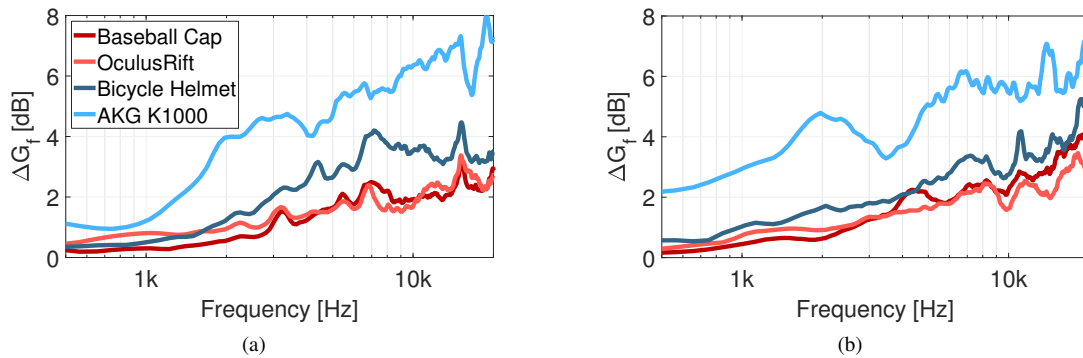 8
6
4
2
0
ΔG_f [dB]
Baseball Cap
OculusRift
Bicycle Helmet
AKG K1000
1k
10k
Frequency [Hz]
(a)
8
6
4
2
0
ΔG_f [dB]
1k
10k
Frequency [Hz]
(b)